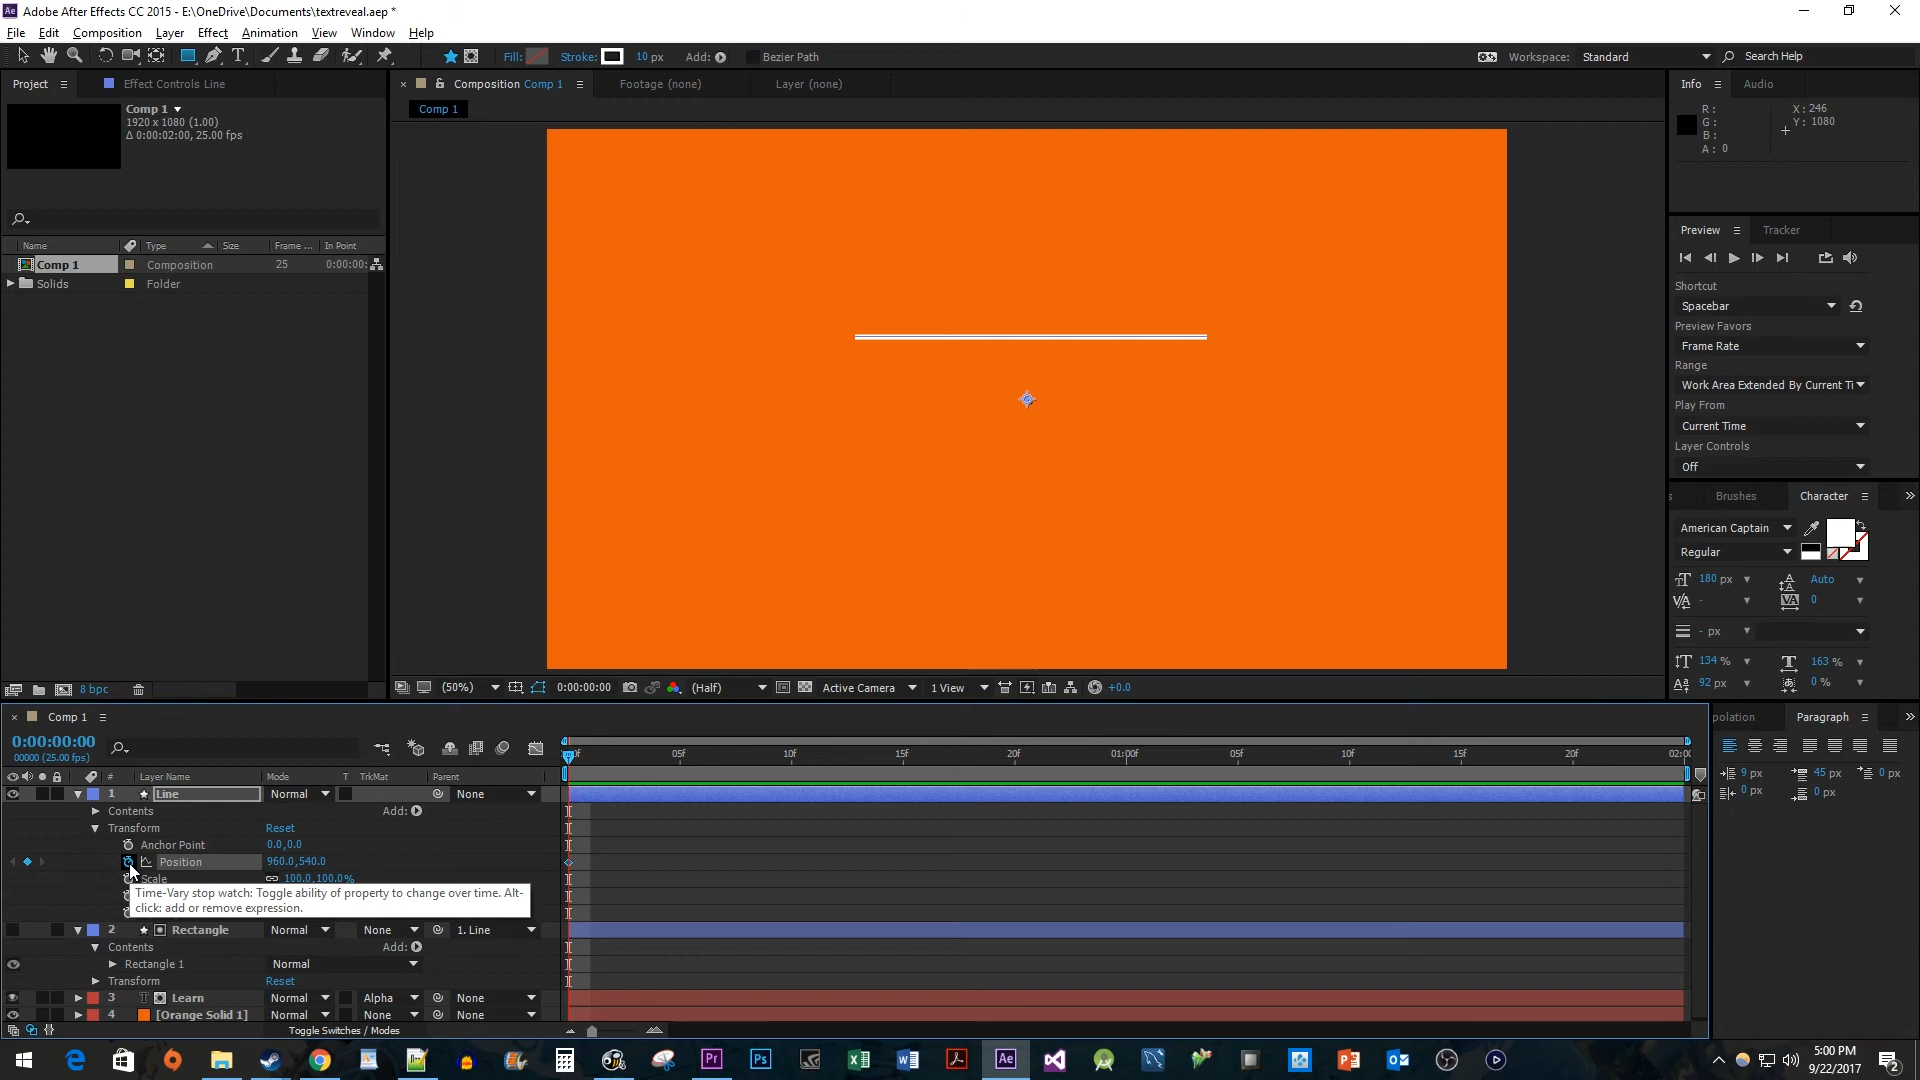 Adobe After Effects CC 2015 - E:\OneDrive\Documents\textreveal.aep *
File Edit Composition Layer Effect Animation View Window Help
Fill: Stroke: 10 px Add: Bezier Path Workspace: Standard Search Help
Project Effect Controls Line
Composition Comp 1 Footage (none) Layer (none)
Info Audio
Comp 1
1920 x 1080 (1.00)
Δ 0:00:02:00, 25.00 fps
Comp 1
R: X: 246
G: Y: 1080
B:
A: 0
Preview Tracker
Name Type Size Frame ... In Point
Comp 1 Composition 25 0:00:00:
Solids Folder
Shortcut
Spacebar
Preview Favors
Frame Rate
Range
Work Area Extended By Current Ti
Play From
Current Time
Layer Controls
Off
s Brushes Character
American Captain
Regular
180 px Auto
- 0
- px
134 % 163 %
92 px 0 %
8 bpc
(50%) 0:00:00:00 (Half) Active Camera 1 View +0.0
Comp 1
polation Paragraph
0:00:00:00
00000 (25.00 fps)
0f 05f 10f 15f 20f 01:00f 05f 10f 15f 20f 02:00
9 px 45 px 0 px
0 px 0 px
# Layer Name Mode T TrkMat Parent
1 Line Normal None
Contents Add:
Transform Reset
Anchor Point 0.0,0.0
Position 960.0,540.0
Scale 100.0,100.0%
Time-Vary stop watch: Toggle ability of property to change over time. Alt-
click: add or remove expression.
2 Rectangle Normal None 1. Line
Contents Add:
Rectangle 1 Normal
Transform Reset
3 T Learn Normal Alpha None
4 [Orange Solid 1] Normal None None
Toggle Switches / Modes
5:00 PM
9/22/2017
2